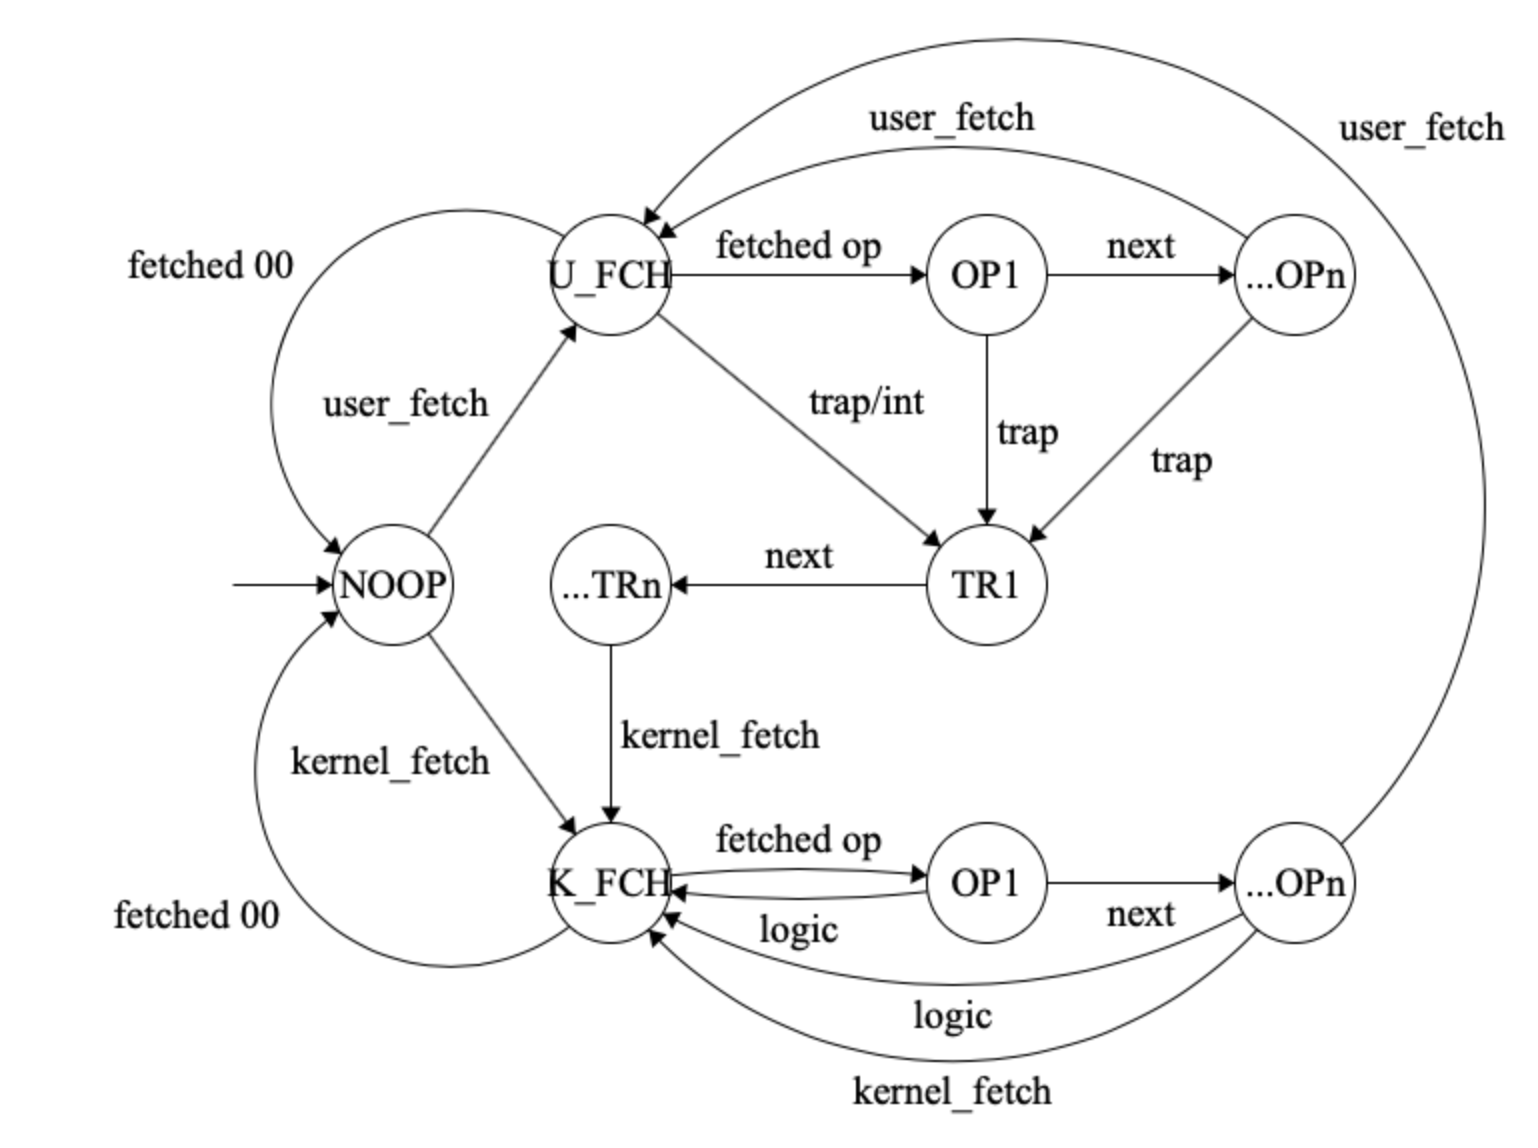 user_fetch
user_fetch
fetched 00
U_FCH
fetched op
OP1
next
...OPn
user_fetch
trap/int
trap
trap
NOOP
...TRn
next
TR1
kernel_fetch
kernel_fetch
fetched op
K_FCH
OP1
...OPn
fetched 00
logic
next
logic
kernel_fetch